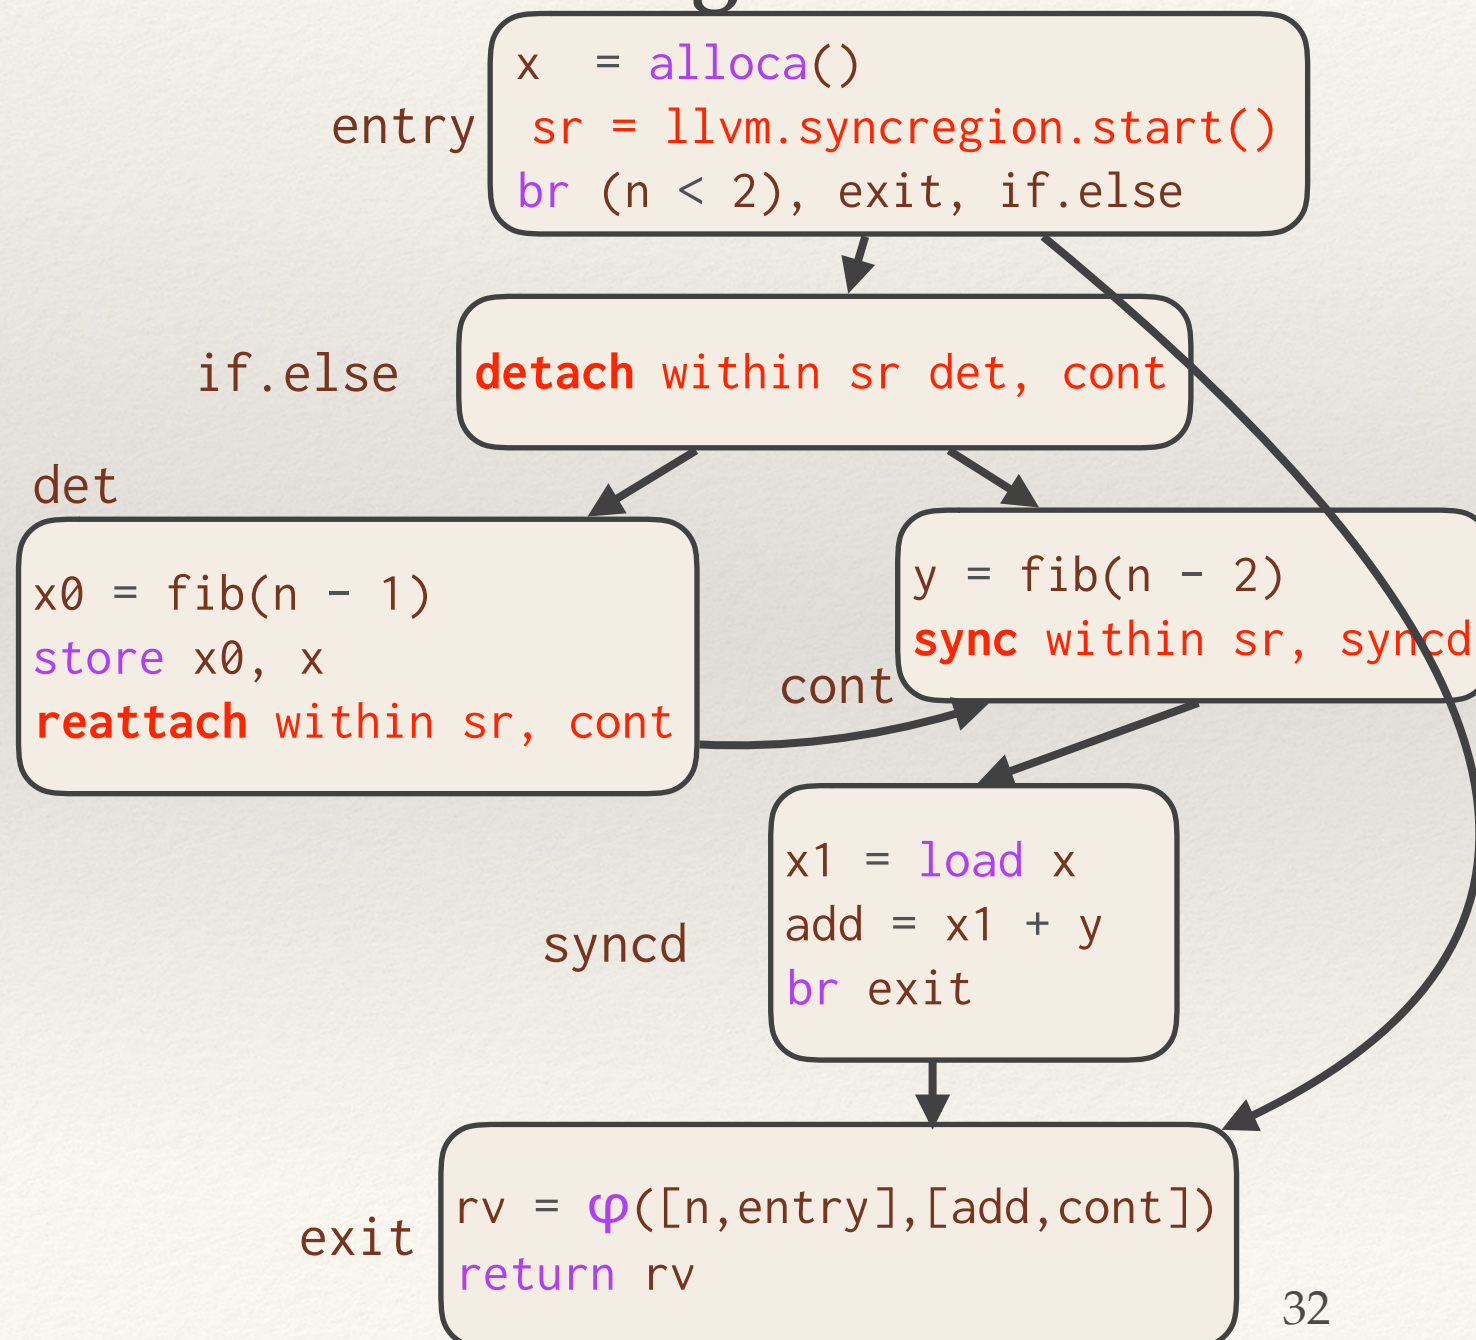 entry
x = alloca()
sr = llvm.syncregion.start()
br (n < 2), exit, if.else
if.else
detach within sr det, cont
det
x0 = fib(n - 1)
store x0, x
reattach within sr, cont
cont
y = fib(n - 2)
sync within sr, syncd
syncd
x1 = load x
add = x1 + y
br exit
exit
rv = φ([n,entry],[add,cont])
return rv
32